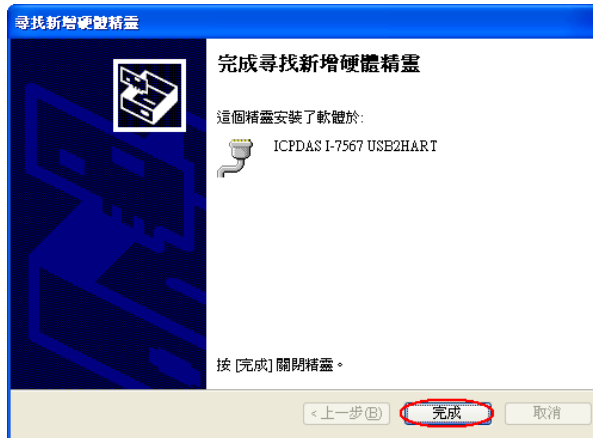 尋找新增硬體精靈
完成尋找新增硬體精靈
這個精靈安裝了軟體於:
ICPDAS I-7567 USB2HART
按 [完成] 關閉精靈。
<上一步(B)
完成
取消